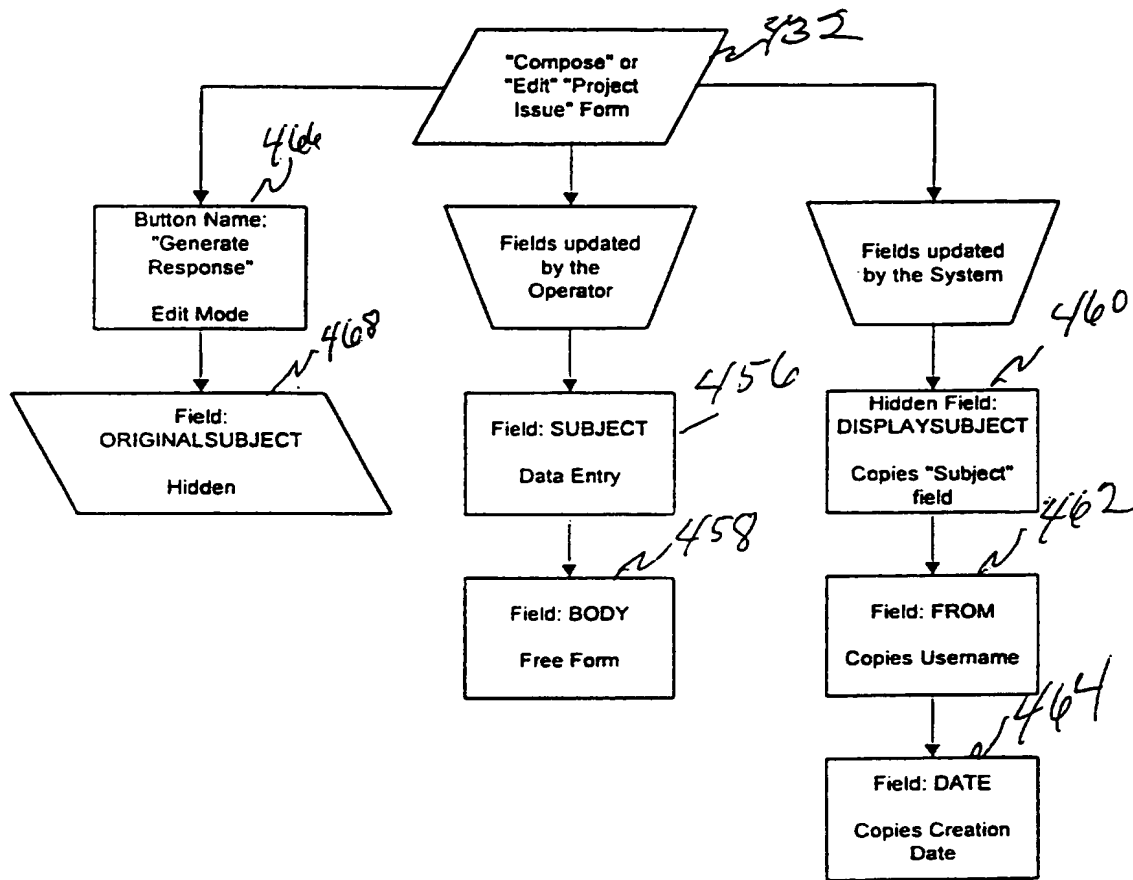 432
"Compose" or
"Edit" "Project
Issue" Form
466
Button Name:
"Generate
Response"
Edit Mode
Fields updated
by the
Operator
Fields updated
by the System
468
Field:
ORIGINALSUBJECT
Hidden
456
Field: SUBJECT
Data Entry
460
Hidden Field:
DISPLAYSUBJECT
Copies "Subject"
field
458
Field: BODY
Free Form
462
Field: FROM
Copies Username
464
Field: DATE
Copies Creation
Date